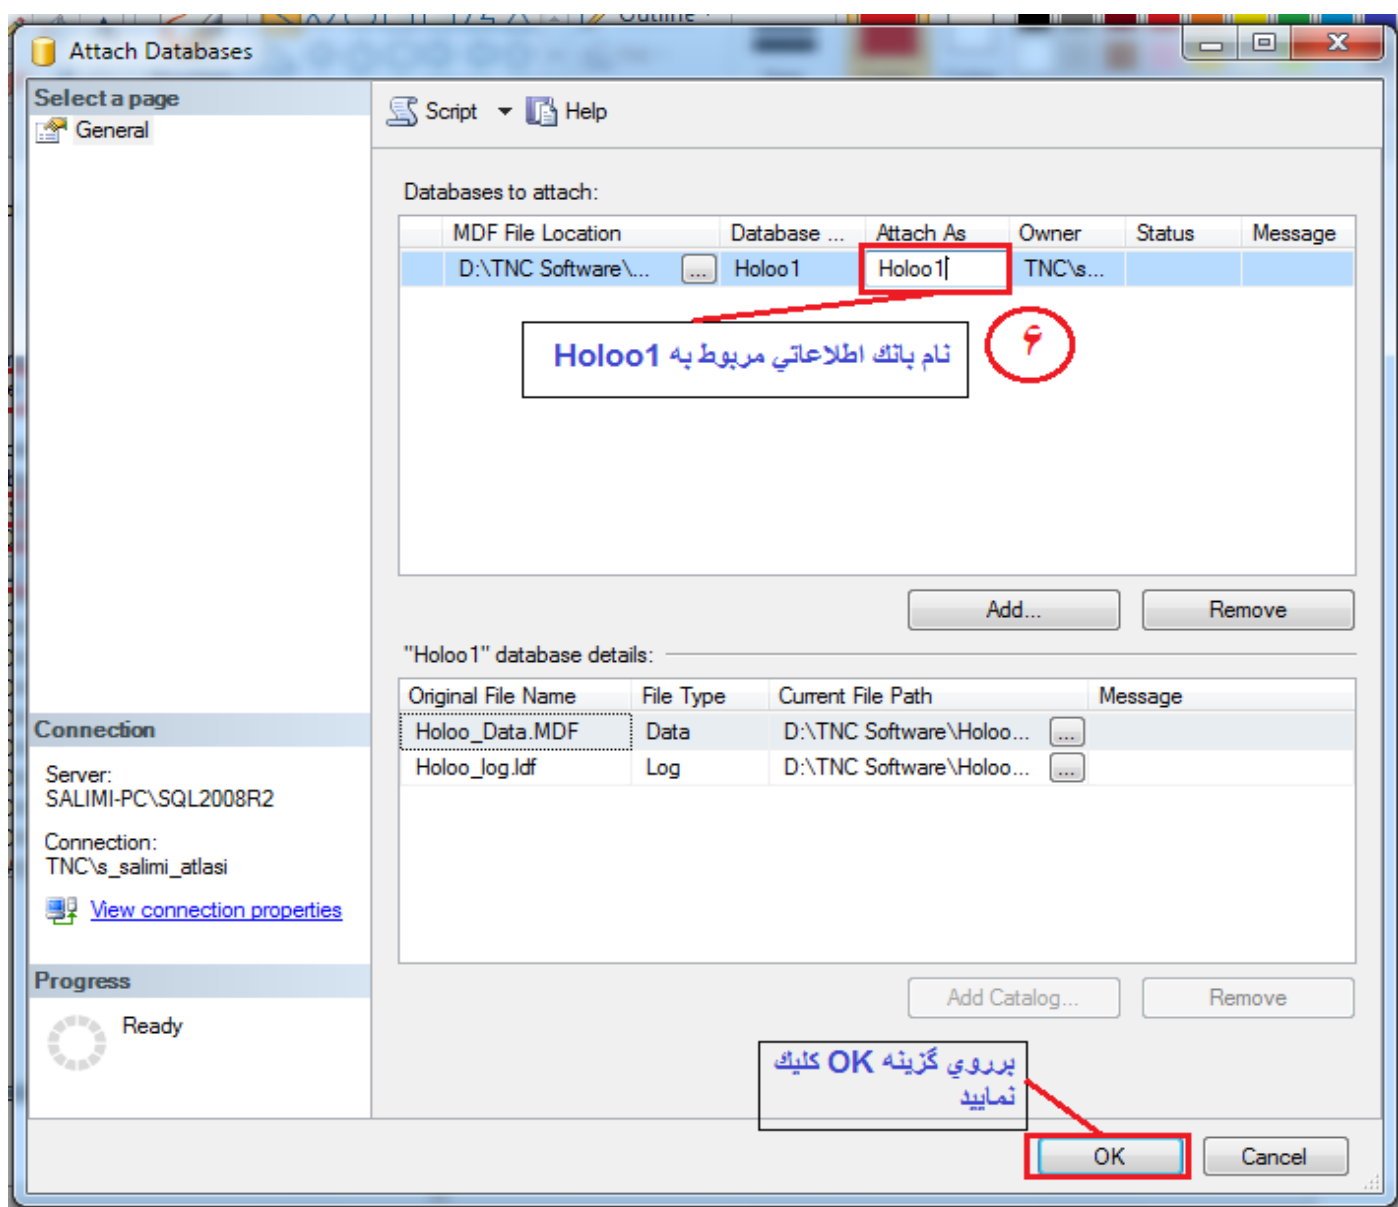 Outline
Attach Databases
Select a page
General
Script
Help
Databases to attach:
MDF File Location Database ... Attach As Owner Status Message
D:\TNC Software\... ... Holoo1 Holoo1 TNC\s...
۶
نام بانك اطلاعاتي مربوط به Holoo1
Add... Remove
"Holoo1" database details:
Original File Name File Type Current File Path Message
Holoo_Data.MDF Data D:\TNC Software\Holoo... ...
Holoo_log.ldf Log D:\TNC Software\Holoo... ...
Connection
Server:
SALIMI-PC\SQL2008R2
Connection:
TNC\s_salimi_atlasi
View connection properties
Progress
Ready
Add Catalog... Remove
برروي گزينه OK كليك
نماييد
OK Cancel